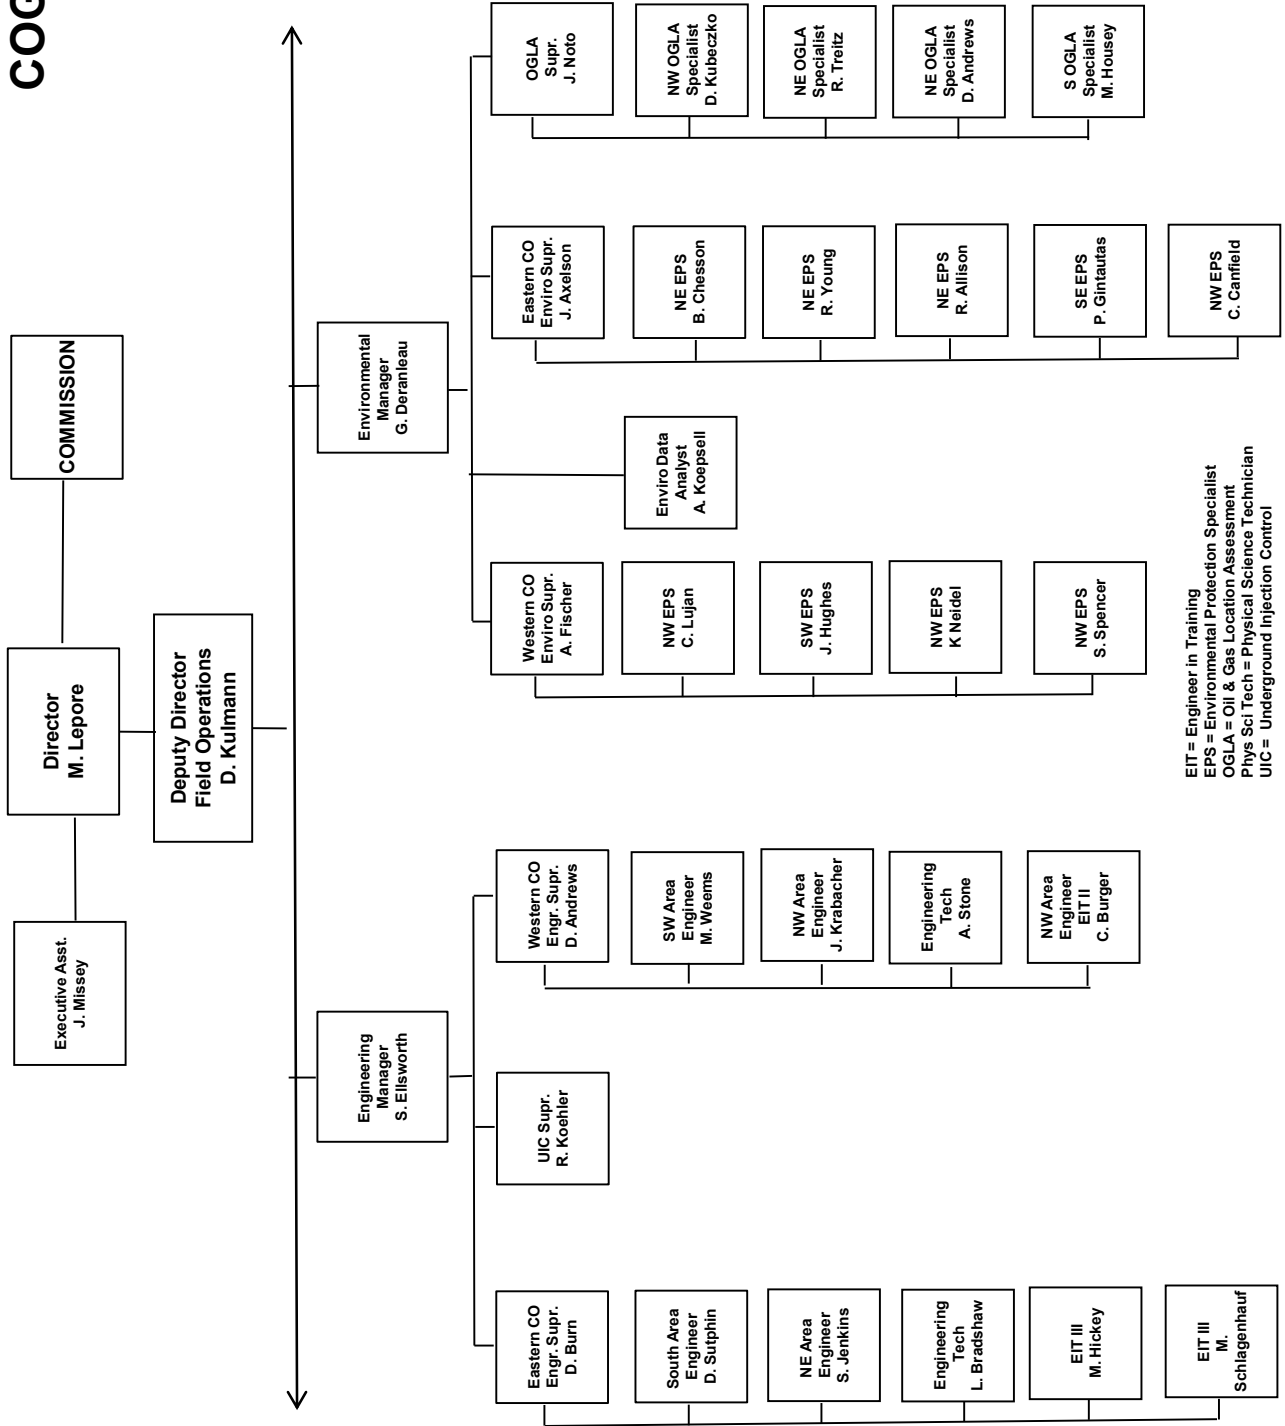 COG
COMMISSION
Director
M. Lepore
Executive Asst.
J. Missey
Deputy Director
Field Operations
D. Kulmann
Engineering
Manager
S. Ellsworth
Environmental
Manager
G. Deranleau
Eastern CO
Engr. Supr.
D. Burn
South Area
Engineer
D. Sutphin
NE Area
Engineer
S. Jenkins
Engineering
Tech
L. Bradshaw
EIT III
M. Hickey
EIT III
M.
Schlagenhauf
UIC Supr.
R. Koehler
Western CO
Engr. Supr.
D. Andrews
SW Area
Engineer
M. Weems
NW Area
Engineer
J. Krabacher
Engineering
Tech
A. Stone
NW Area
Engineer
EIT II
C. Burger
Western CO
Enviro Supr.
A. Fischer
NW EPS
C. Lujan
SW EPS
J. Hughes
NW EPS
K Neidel
NW EPS
S. Spencer
Enviro Data
Analyst
A. Koepsell
Eastern CO
Enviro Supr.
J. Axelson
NE EPS
B. Chesson
NE EPS
R. Young
NE EPS
R. Allison
SE EPS
P. Gintautas
NW EPS
C. Canfield
OGLA
Supr.
J. Noto
NW OGLA
Specialist
D. Kubeczko
NE OGLA
Specialist
R. Treitz
NE OGLA
Specialist
D. Andrews
S OGLA
Specialist
M. Housey
EIT = Engineer in Training
EPS = Environmental Protection Specialist
OGLA = Oil & Gas Location Assessment
Phys Sci Tech = Physical Science Technician
UIC = Underground Injection Control